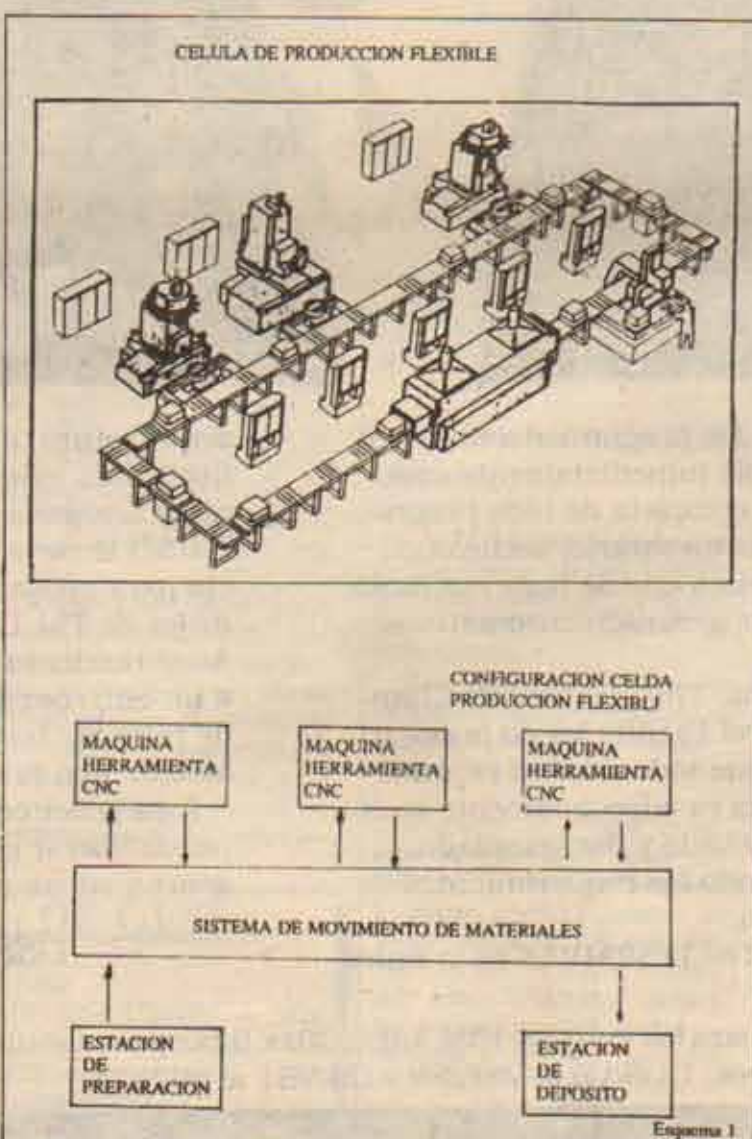 CELULA DE PRODUCCION FLEXIBLE
CONFIGURACION CELDA
PRODUCCION FLEXIBLJ
MAQUINA
HERRAMIENTA
CNC
MAQUINA
HERRAMIENTA
CNC
MAQUINA
HERRAMIENTA
CNC
SISTEMA DE MOVIMIENTO DE MATERIALES
ESTACION
DE
PREPARACION
ESTACION
DE
DEPOSITO
Esquema 1